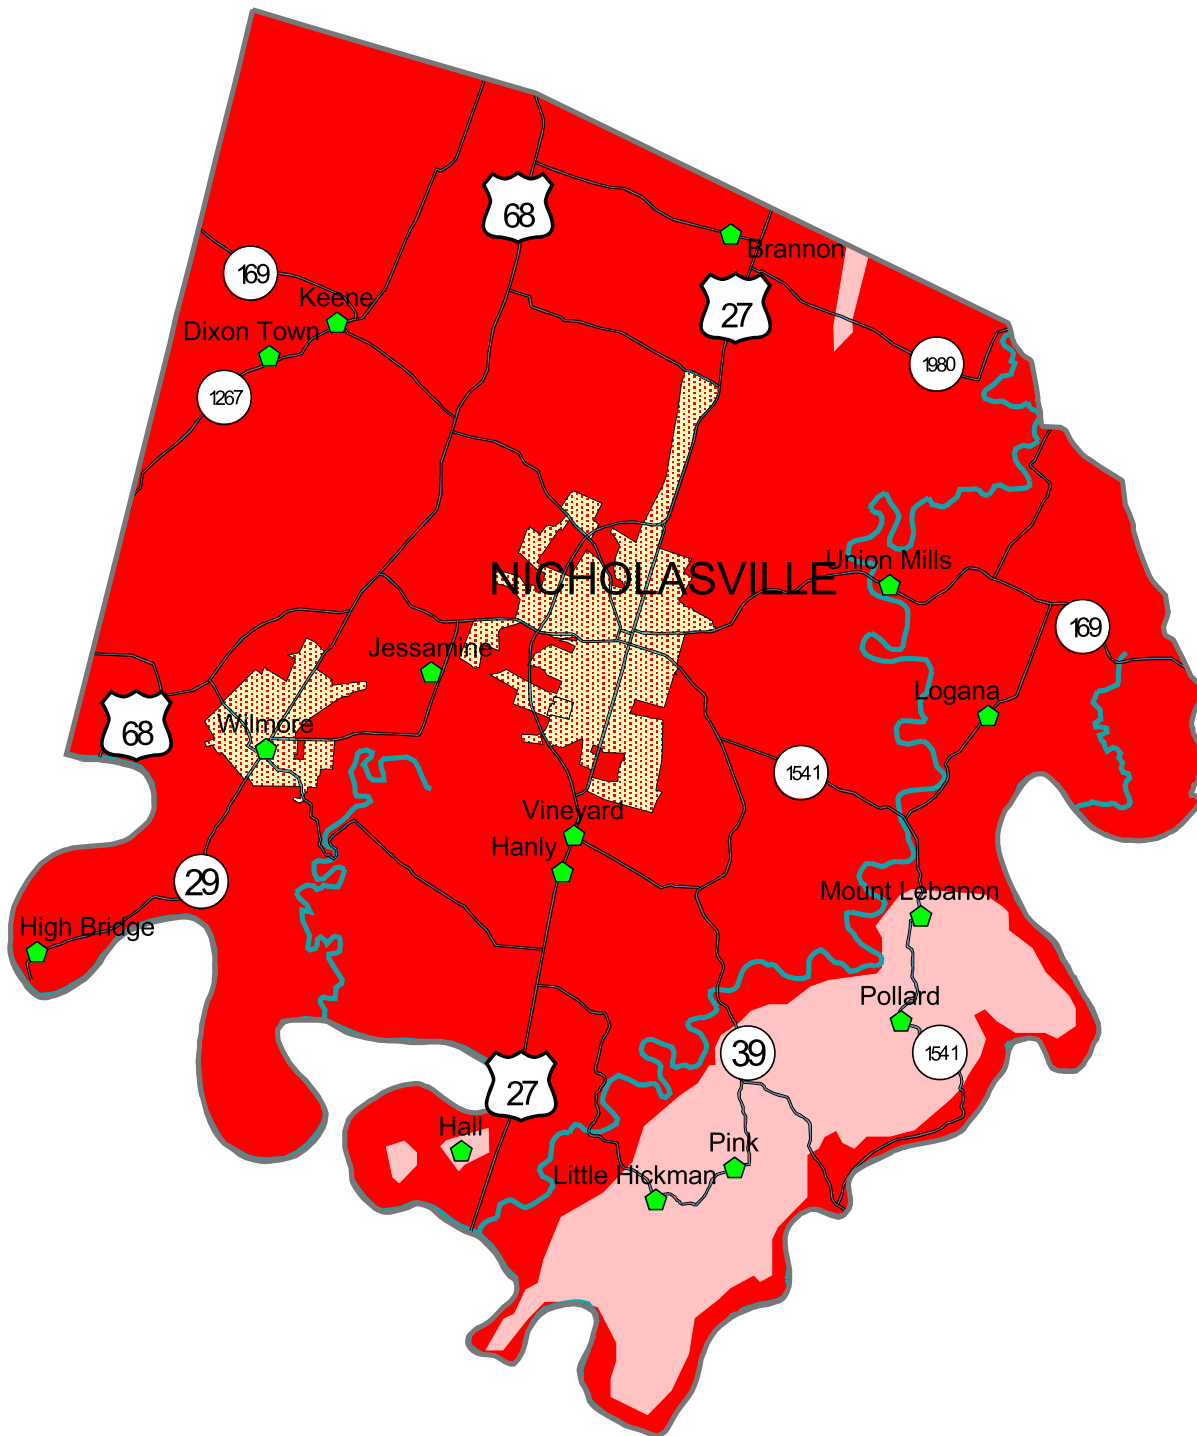 68
Brannon
169
27
Keene
Dixon Town
1980
1267
Union Mills
NICHOLASVILLE
169
Jessamine
Logana
68
Wilmore
1541
Vineyard
Hanly
29
Mount Lebanon
High Bridge
Pollard
39
1541
27
Hall
Pink
Little Hickman